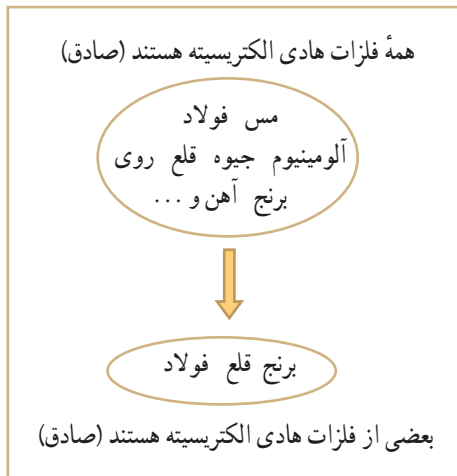 همهٔ فلزات هادی الکتریسیته هستند (صادق)
مس فولاد
آلومینیوم جیوه قلع روی
برنج آهن و ...
برنج قلع فولاد
بعضی از فلزات هادی الکتریسیته هستند (صادق)